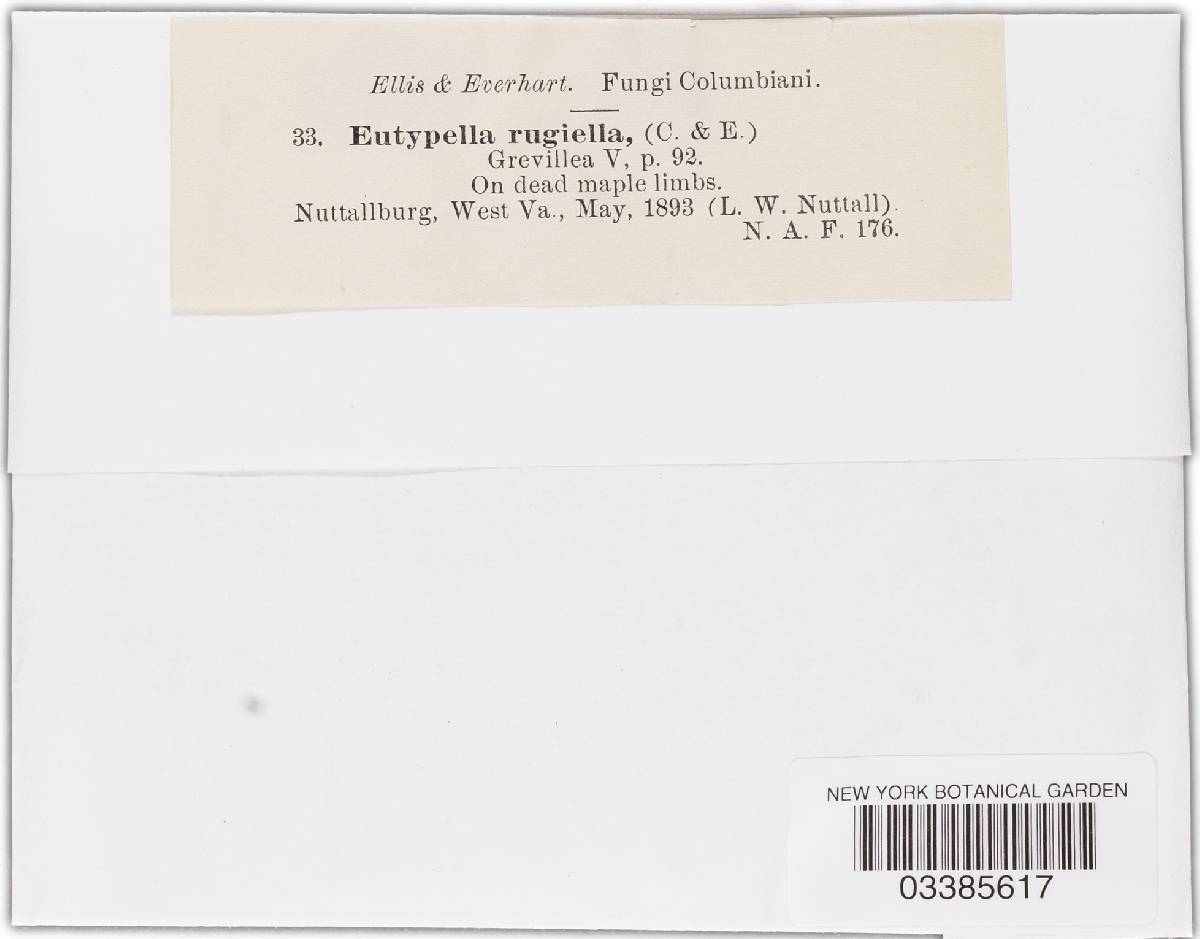 Ellis & Everhart. Fungi Columbiani.
33. Eutypella rugiella, (C. & E.)
Grevillea V, p. 92.
On dead maple limbs.
Nuttallburg, West Va., May, 1893 (L. W. Nuttall).
N. A. F. 176.
NEW YORK BOTANICAL GARDEN
03385617